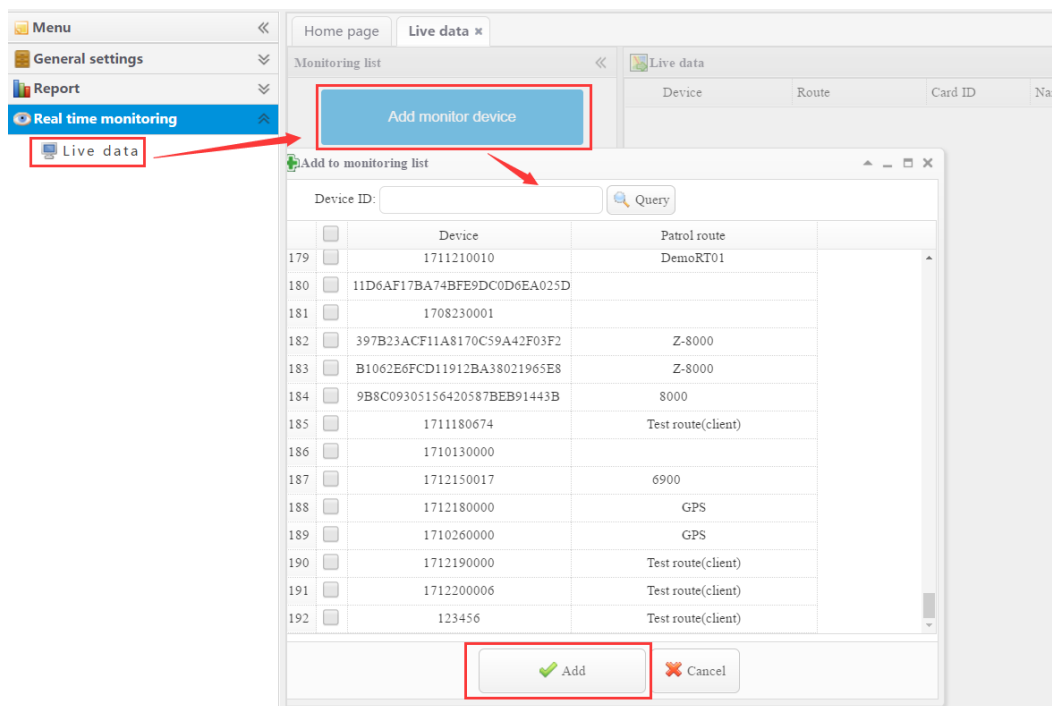 Menu
General settings
Report
Real time monitoring
Live data
Home page Live data
Monitoring list
Add monitor device
Live data
Device Route Card ID Na
Add to monitoring list
Device ID: Query
Device Patrol route
179 1711210010 DemoRT01
180 11D6AF17BA74BFE9DC0D6EA025D
181 1708230001
182 397B23ACF11A8170C59A42F03F2 Z-8000
183 B1062E6FCD11912BA38021965E8 Z-8000
184 9B8C09305156420587BEB91443B 8000
185 1711180674 Test route(client)
186 1710130000
187 1712150017 6900
188 1712180000 GPS
189 1710260000 GPS
190 1712190000 Test route(client)
191 1712200006 Test route(client)
192 123456 Test route(client)
Add Cancel